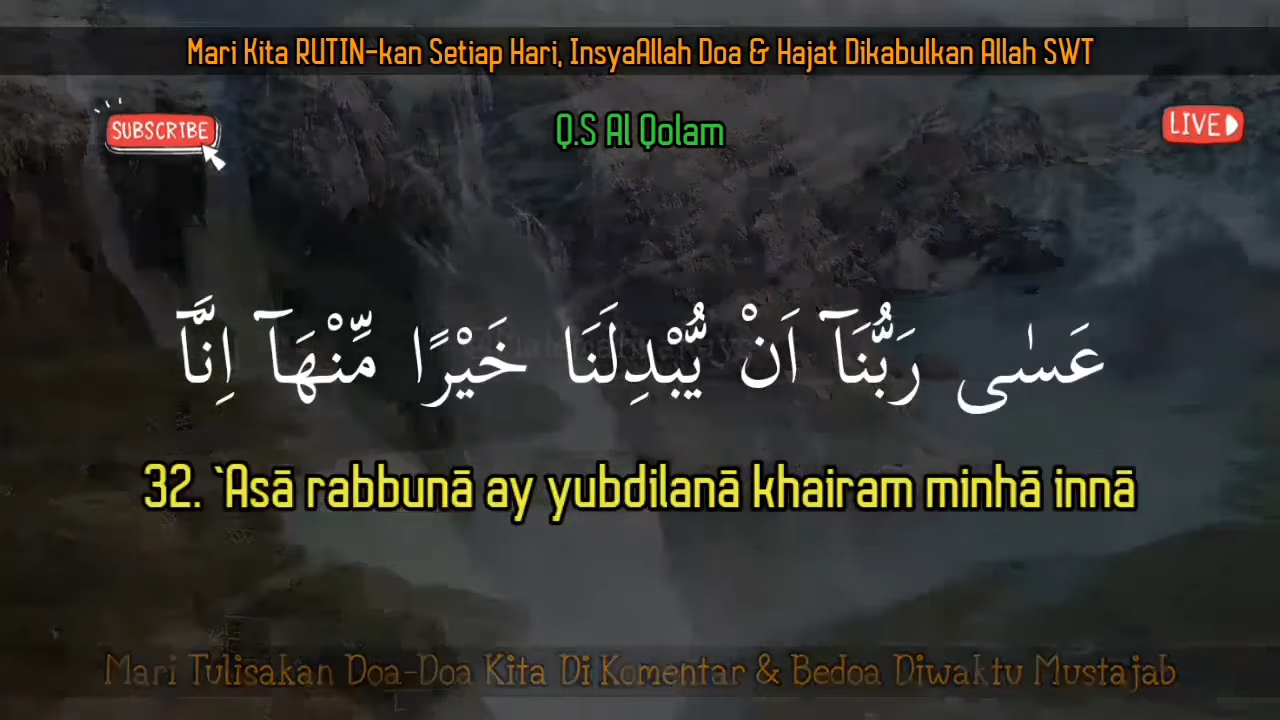 Mari Kita RUTIN-kan Setiap Hari, InsyaAllah Doa & Hajat Dikabulkan Allah SWT
SUBSCRIBE
Q.S Al Qolam
LIVE
عَسٰى رَبُّنَآ اَنْ يُّبْدِلَنَا خَيْرًا مِّنْهَآ اِنَّآ
32. `Asā rabbunā ay yubdilanā khairam minhā innā
Mari Tulisakan Doa-Doa Kita Di Komentar & Bedoa Diwaktu Mustajab